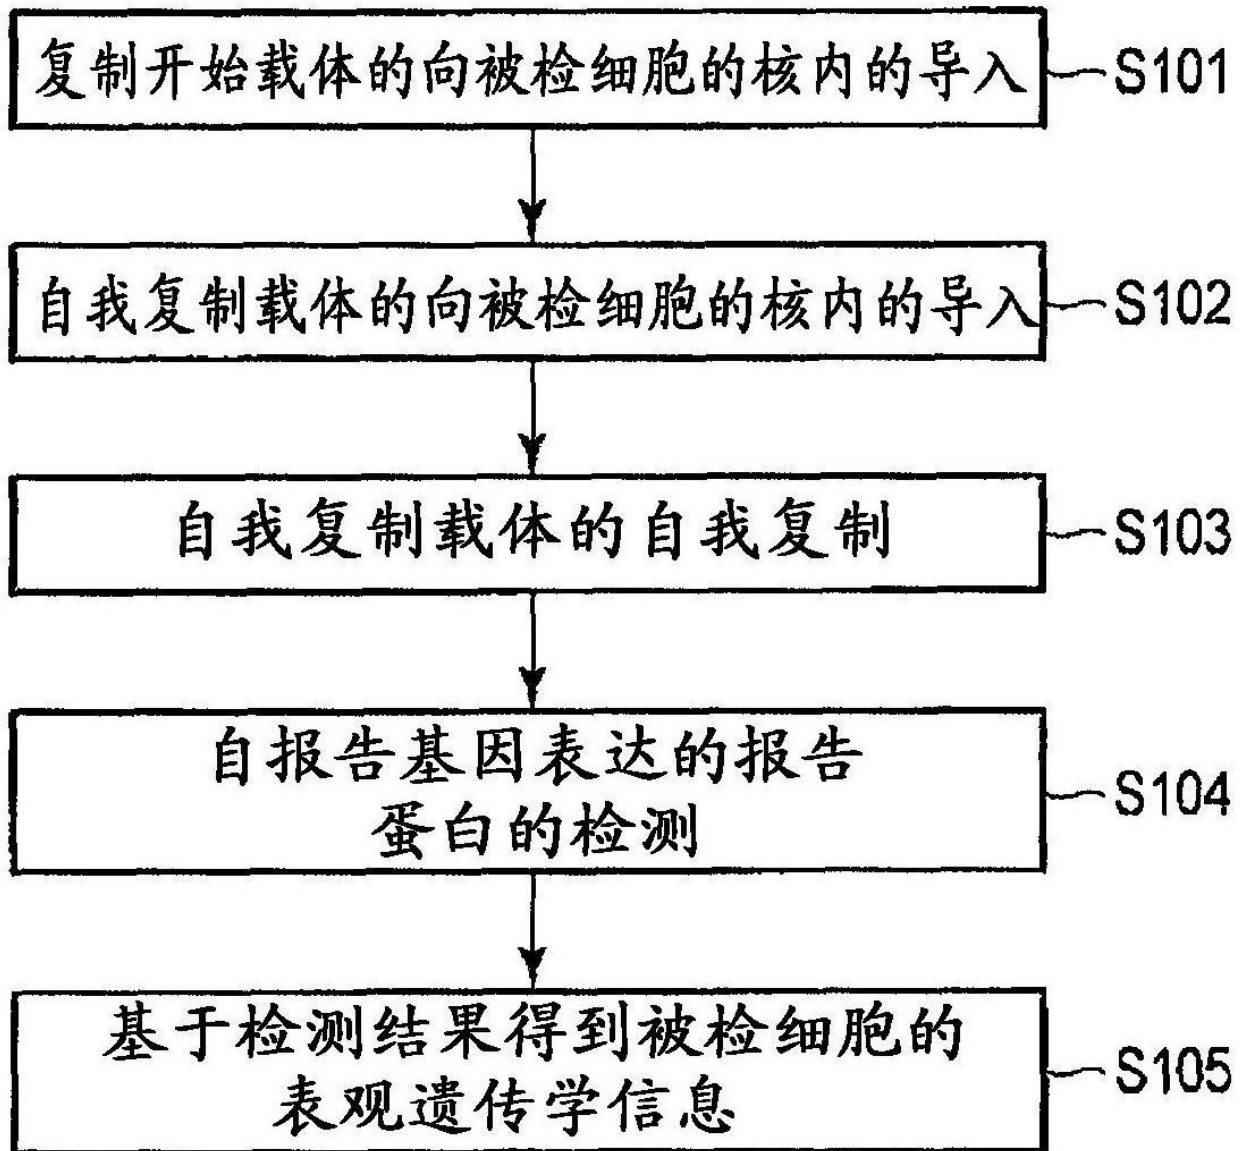 复制开始载体的向被检细胞的核内的导入 S101
自我复制载体的向被检细胞的核内的导入 S102
自我复制载体的自我复制 S103
自报告基因表达的报告
蛋白的检测 S104
基于检测结果得到被检细胞的
表观遗传学信息 S105